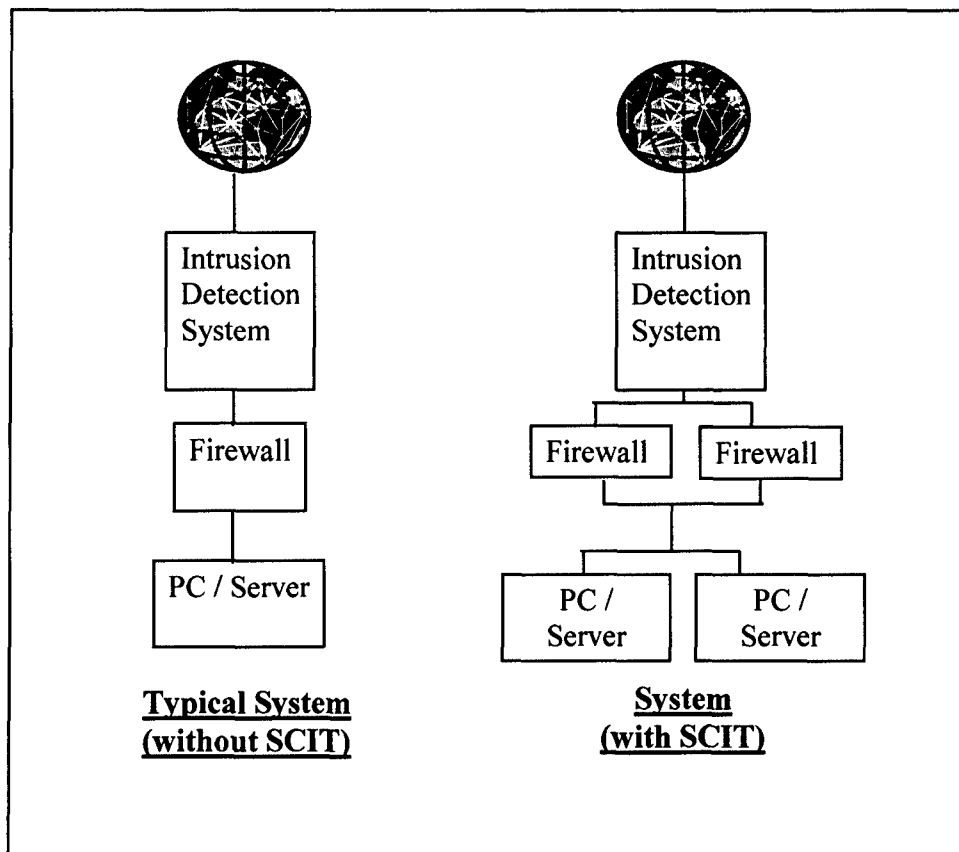 Intrusion
Detection
System
Firewall
PC / Server
Typical System
(without SCIT)
Intrusion
Detection
System
Firewall
Firewall
PC /
Server
PC /
Server
System
(with SCIT)